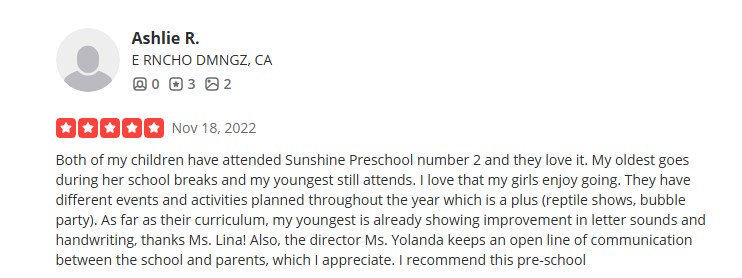 Ashlie R.
E RNCHO DMNGZ, CA
0 3 2
Nov 18, 2022
Both of my children have attended Sunshine Preschool number 2 and they love it. My oldest goes
during her school breaks and my youngest still attends. I love that my girls enjoy going. They have
different events and activities planned throughout the year which is a plus (reptile shows, bubble
party). As far as their curriculum, my youngest is already showing improvement in letter sounds and
handwriting, thanks Ms. Lina! Also, the director Ms. Yolanda keeps an open line of communication
between the school and parents, which I appreciate. I recommend this pre-school